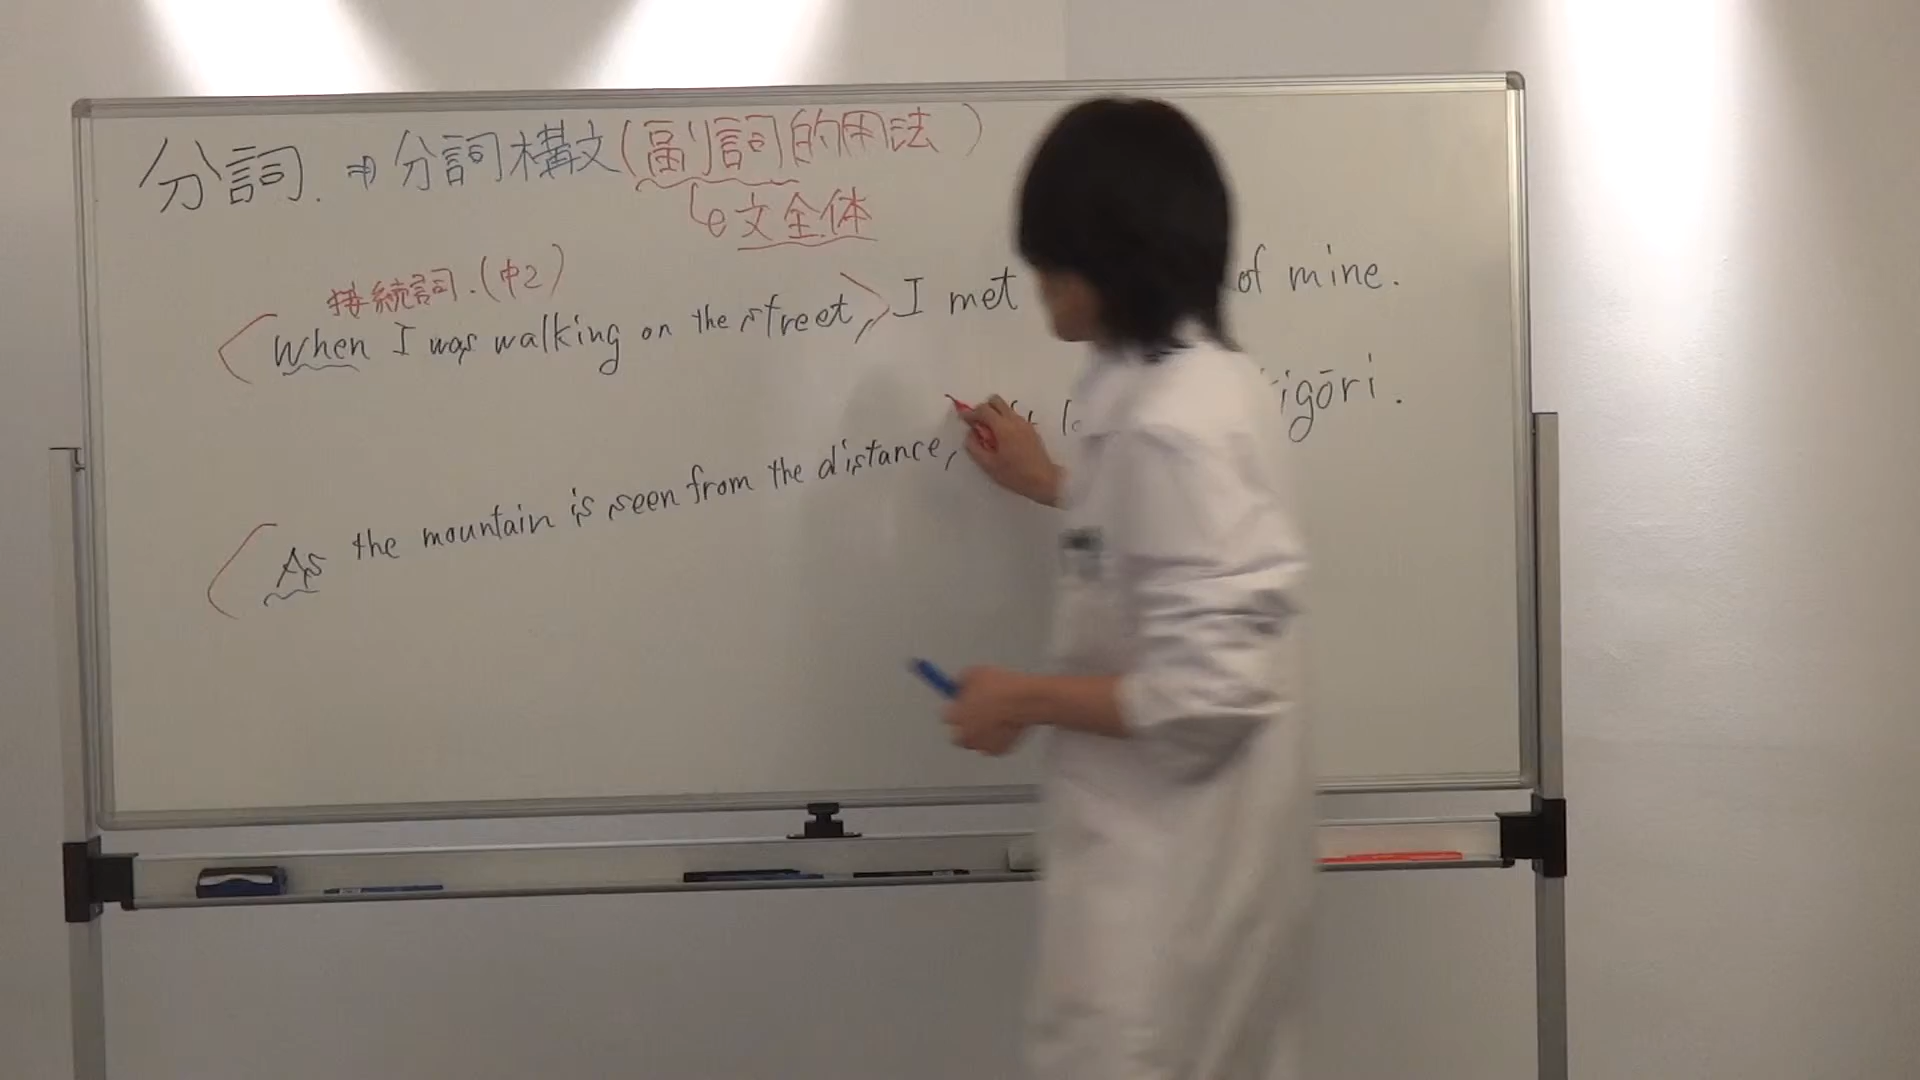 分詞. ⇒ 分詞構文(副詞的用法)
文全体
接続詞.(中2)
When I was walking on the street, I met of mine.
As the mountain is seen from the distance, igōri.